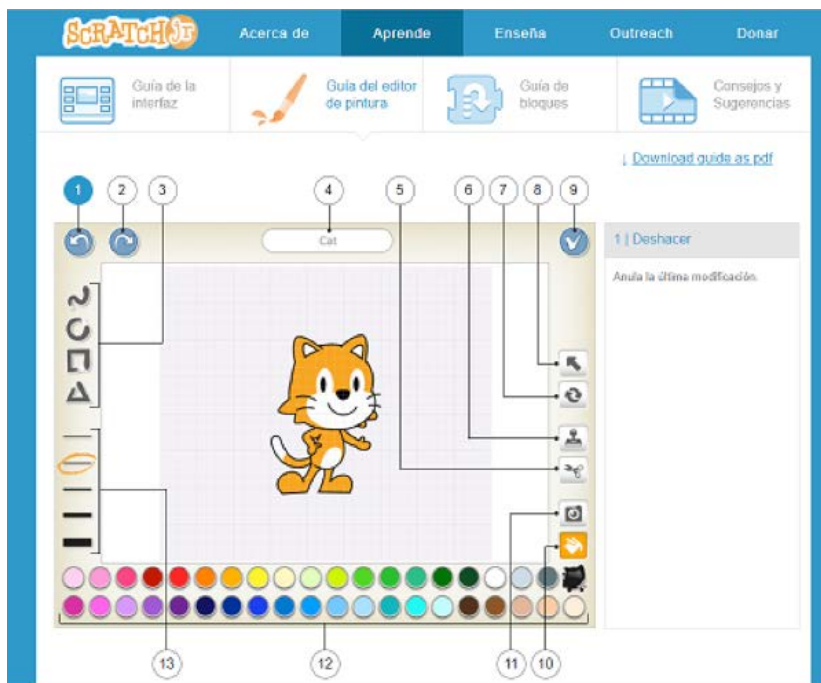 SCRATCH Jr
Acerca de
Aprende
Enseña
Outreach
Donar
Guía de la
interfaz
Guía del editor
de pintura
Guía de
bloques
Consejos y
Sugerencias
↓ Download guide as pdf
1
2
3
4
5
6
7
8
9
Cat
1 | Deshacer
Anula la última modificación.
13
12
11
10